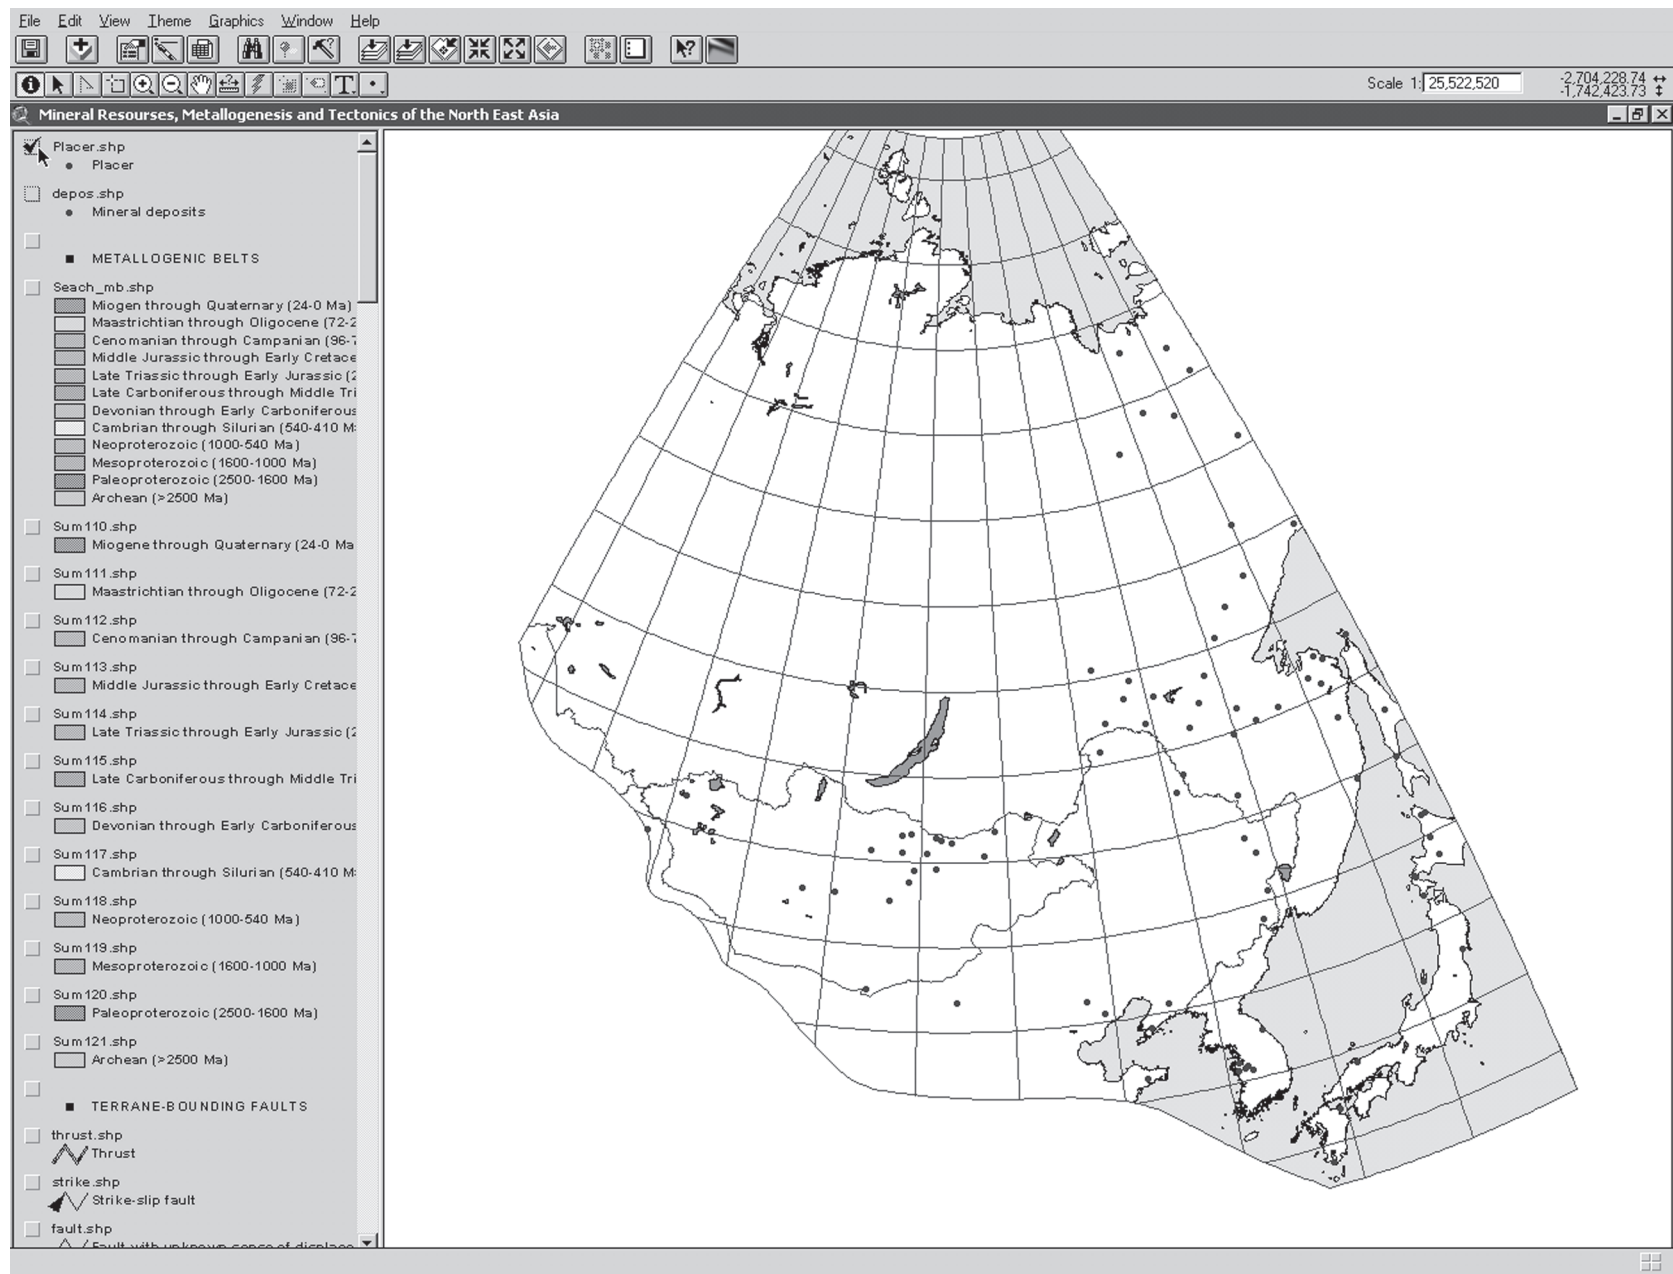 File Edit View Theme Graphics Window Help
Scale 1: 25,522,520
-2,704,228.74
-1,742,423.73
Mineral Resourses, Metallogenesis and Tectonics of the North East Asia
Placer.shp
Placer
depos.shp
Mineral deposits
METALLOGENIC BELTS
Seach_mb.shp
Miogen through Quaternary (24-0 Ma)
Maastrichtian through Oligocene (72-2
Cenomanian through Campanian (96-7
Middle Jurassic through Early Cretace
Late Triassic through Early Jurassic (2
Late Carboniferous through Middle Tri
Devonian through Early Carboniferous
Cambrian through Silurian (540-410 M
Neoproterozoic (1000-540 Ma)
Mesoproterozoic (1600-1000 Ma)
Paleoproterozoic (2500-1600 Ma)
Archean (>2500 Ma)
Sum110.shp
Miogene through Quaternary (24-0 Ma
Sum111.shp
Maastrichtian through Oligocene (72-2
Sum112.shp
Cenomanian through Campanian (96-7
Sum113.shp
Middle Jurassic through Early Cretace
Sum114.shp
Late Triassic through Early Jurassic (2
Sum115.shp
Late Carboniferous through Middle Tri
Sum116.shp
Devonian through Early Carboniferous
Sum117.shp
Cambrian through Silurian (540-410 M
Sum118.shp
Neoproterozoic (1000-540 Ma)
Sum119.shp
Mesoproterozoic (1600-1000 Ma)
Sum120.shp
Paleoproterozoic (2500-1600 Ma)
Sum121.shp
Archean (>2500 Ma)
TERRANE-BOUNDING FAULTS
thrust.shp
Thrust
strike.shp
Strike-slip fault
fault.shp
Fault with unknown sense of displace